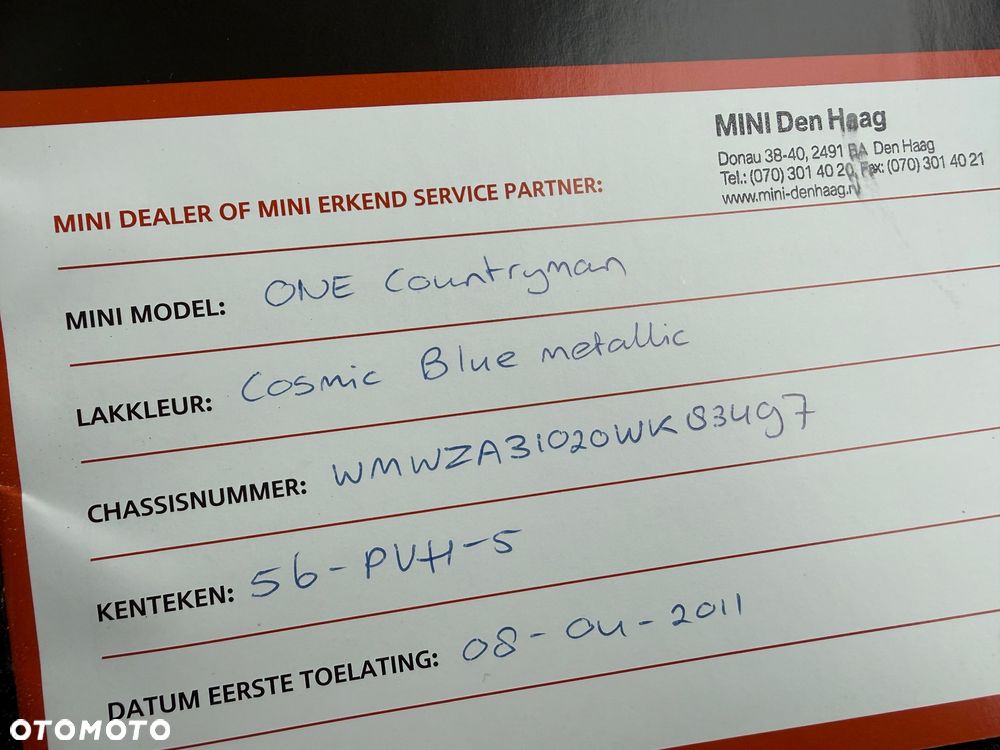 MINI Den Haag
Donau 38-40, 2491 BA Den Haag
Tel.: (070) 301 40 20, Fax: (070) 301 40 21
www.mini-denhaag.nl
MINI DEALER OF MINI ERKEND SERVICE PARTNER:
MINI MODEL: ONE Countryman
LAKKLEUR: Cosmic Blue metallic
CHASSISNUMMER: WMWZA31020WK83497
KENTEKEN: 56-PVH-5
DATUM EERSTE TOELATING: 08-04-2011
OTOMOTO